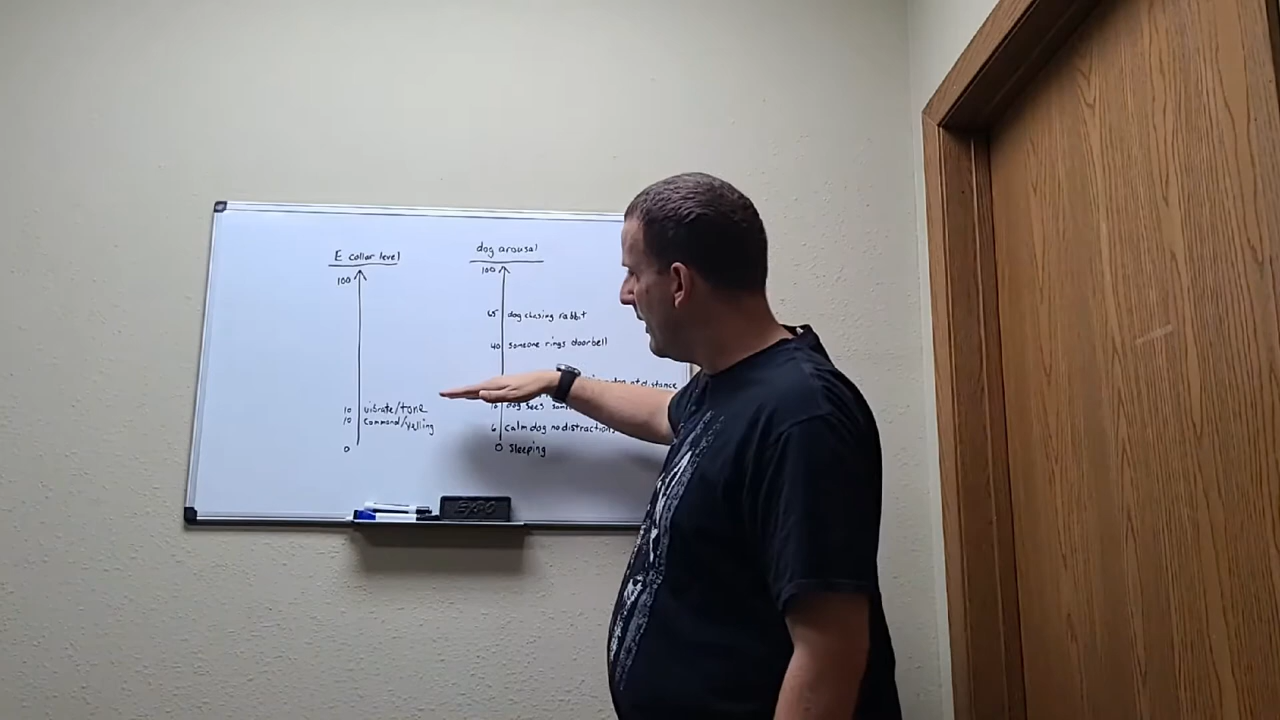 E collar level
100
10 vibrate/tone
10 command/yelling
0
dog arousal
100
65 dog chasing rabbit
40 someone rings doorbell
dog at distance
dog sees
6 calm dog no distractions
0 sleeping
EXPO